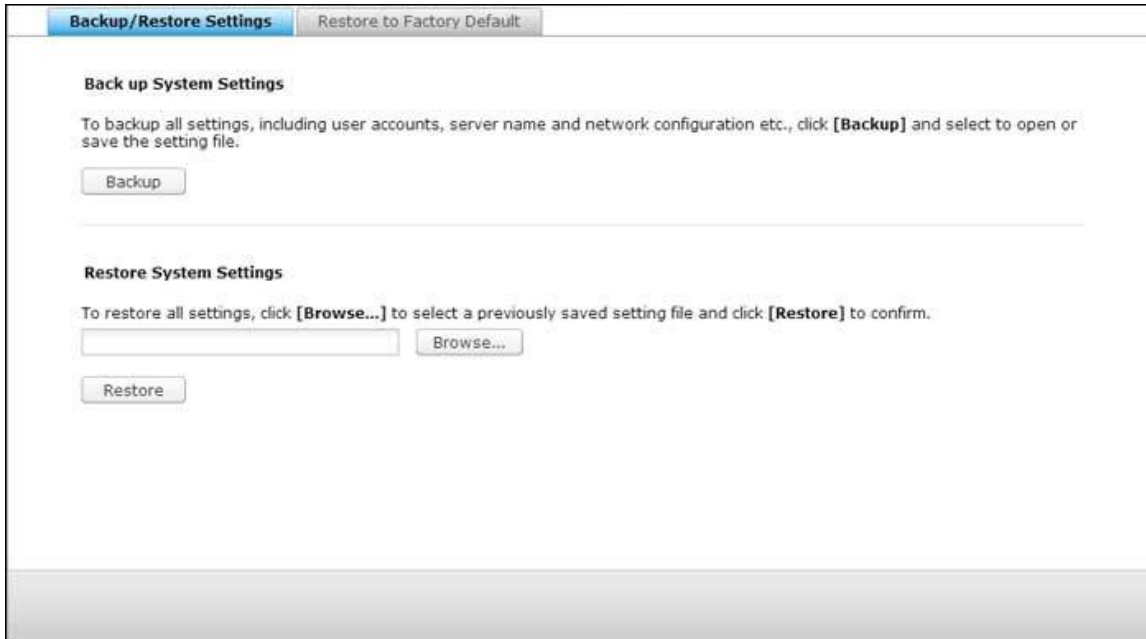 Backup/Restore Settings Restore to Factory Default
Back up System Settings
To backup all settings, including user accounts, server name and network configuration etc., click [Backup] and select to open or
save the setting file.
Backup
Restore System Settings
To restore all settings, click [Browse...] to select a previously saved setting file and click [Restore] to confirm.
Browse...
Restore